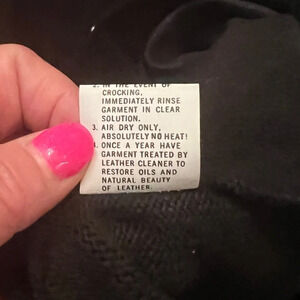 2. IN THE EVENT OF
CROCKING,
IMMEDIATELY RINSE
GARMENT IN CLEAR
SOLUTION.
3. AIR DRY ONLY,
ABSOLUTELY NO HEAT!
4. ONCE A YEAR HAVE
GARMENT TREATED BY
LEATHER CLEANER TO
RESTORE OILS AND
NATURAL BEAUTY
OF LEATHER.